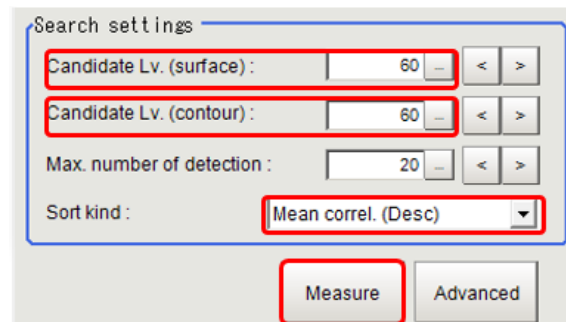 Search settings
Candidate Lv. (surface) : 60 ... < >
Candidate Lv. (contour) : 60 ... < >
Max. number of detection : 20 ... < >
Sort kind : Mean correl. (Desc)
Measure Advanced